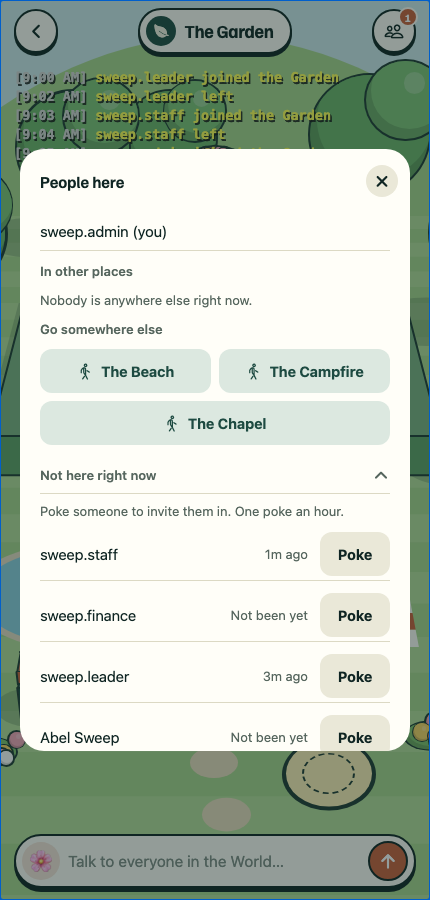 The Garden
1
[9:00 AM] sweep.leader joined the Garden
[9:02 AM] sweep.leader left
[9:03 AM] sweep.staff joined the Garden
[9:04 AM] sweep.staff left
People here
sweep.admin (you)
In other places
Nobody is anywhere else right now.
Go somewhere else
The Beach
The Campfire
The Chapel
Not here right now
Poke someone to invite them in. One poke an hour.
sweep.staff 1m ago Poke
sweep.finance Not been yet Poke
sweep.leader 3m ago Poke
Abel Sweep Not been yet Poke
Talk to everyone in the World...